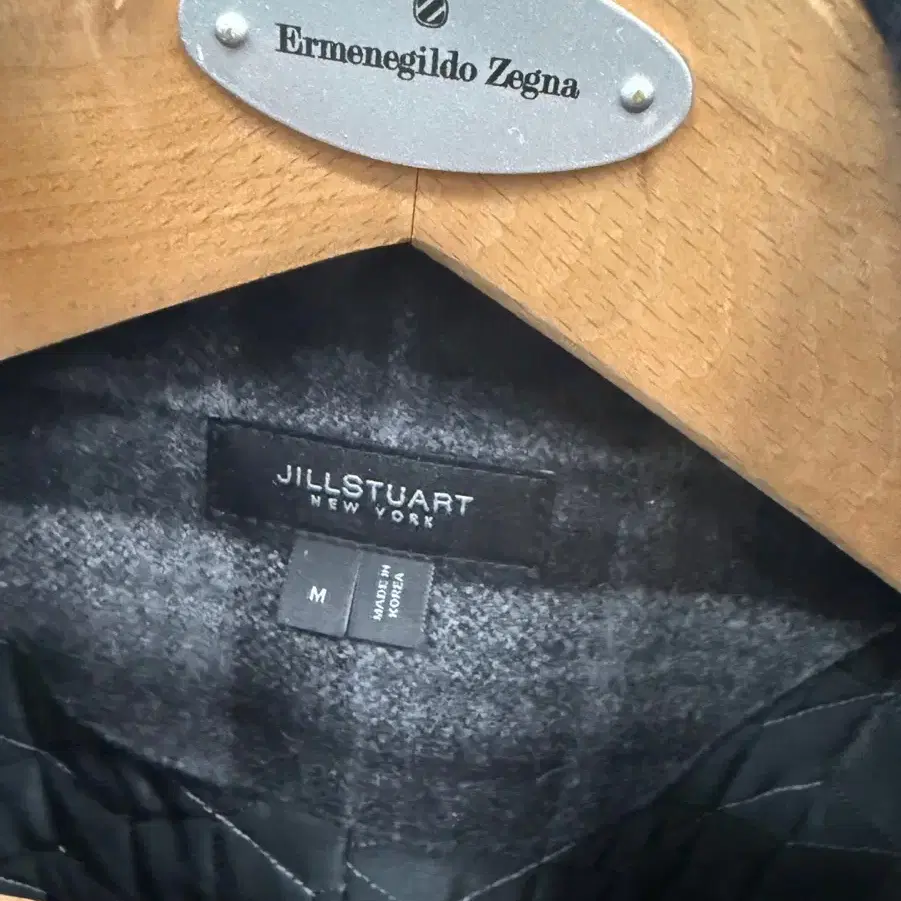 Ermenegildo Zegna
JILLSTUART
NEW YORK
M
MADE IN
KOREA